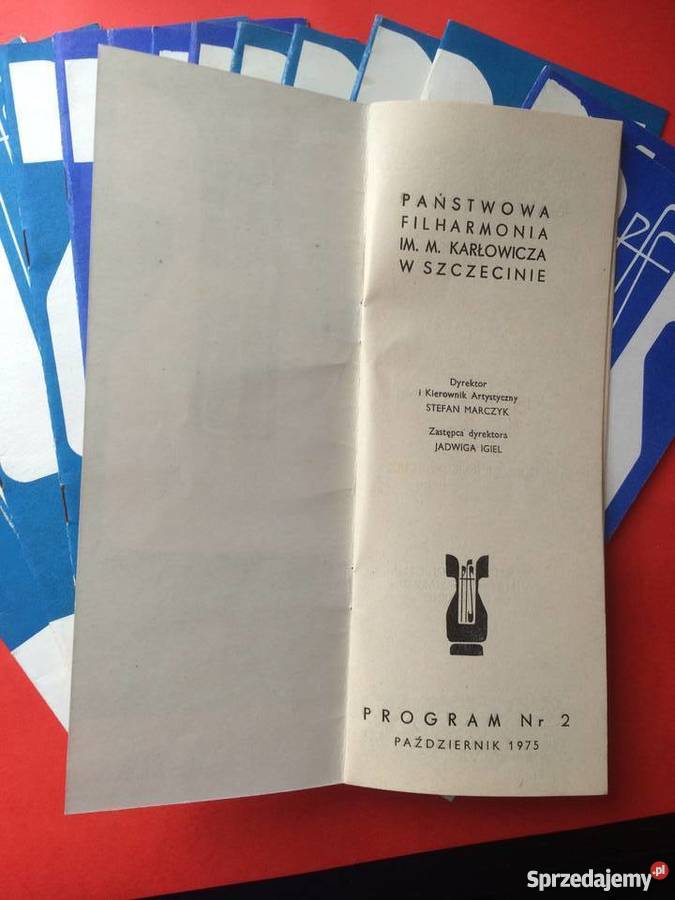 PAŃSTWOWA
FILHARMONIA
IM. M. KARŁOWICZA
W SZCZECINIE
Dyrektor
i Kierownik Artystyczny
STEFAN MARCZYK
Zastępca dyrektora
JADWIGA IGIEL
PROGRAM Nr 2
PAŹDZIERNIK 1975
Sprzedajemy.pl